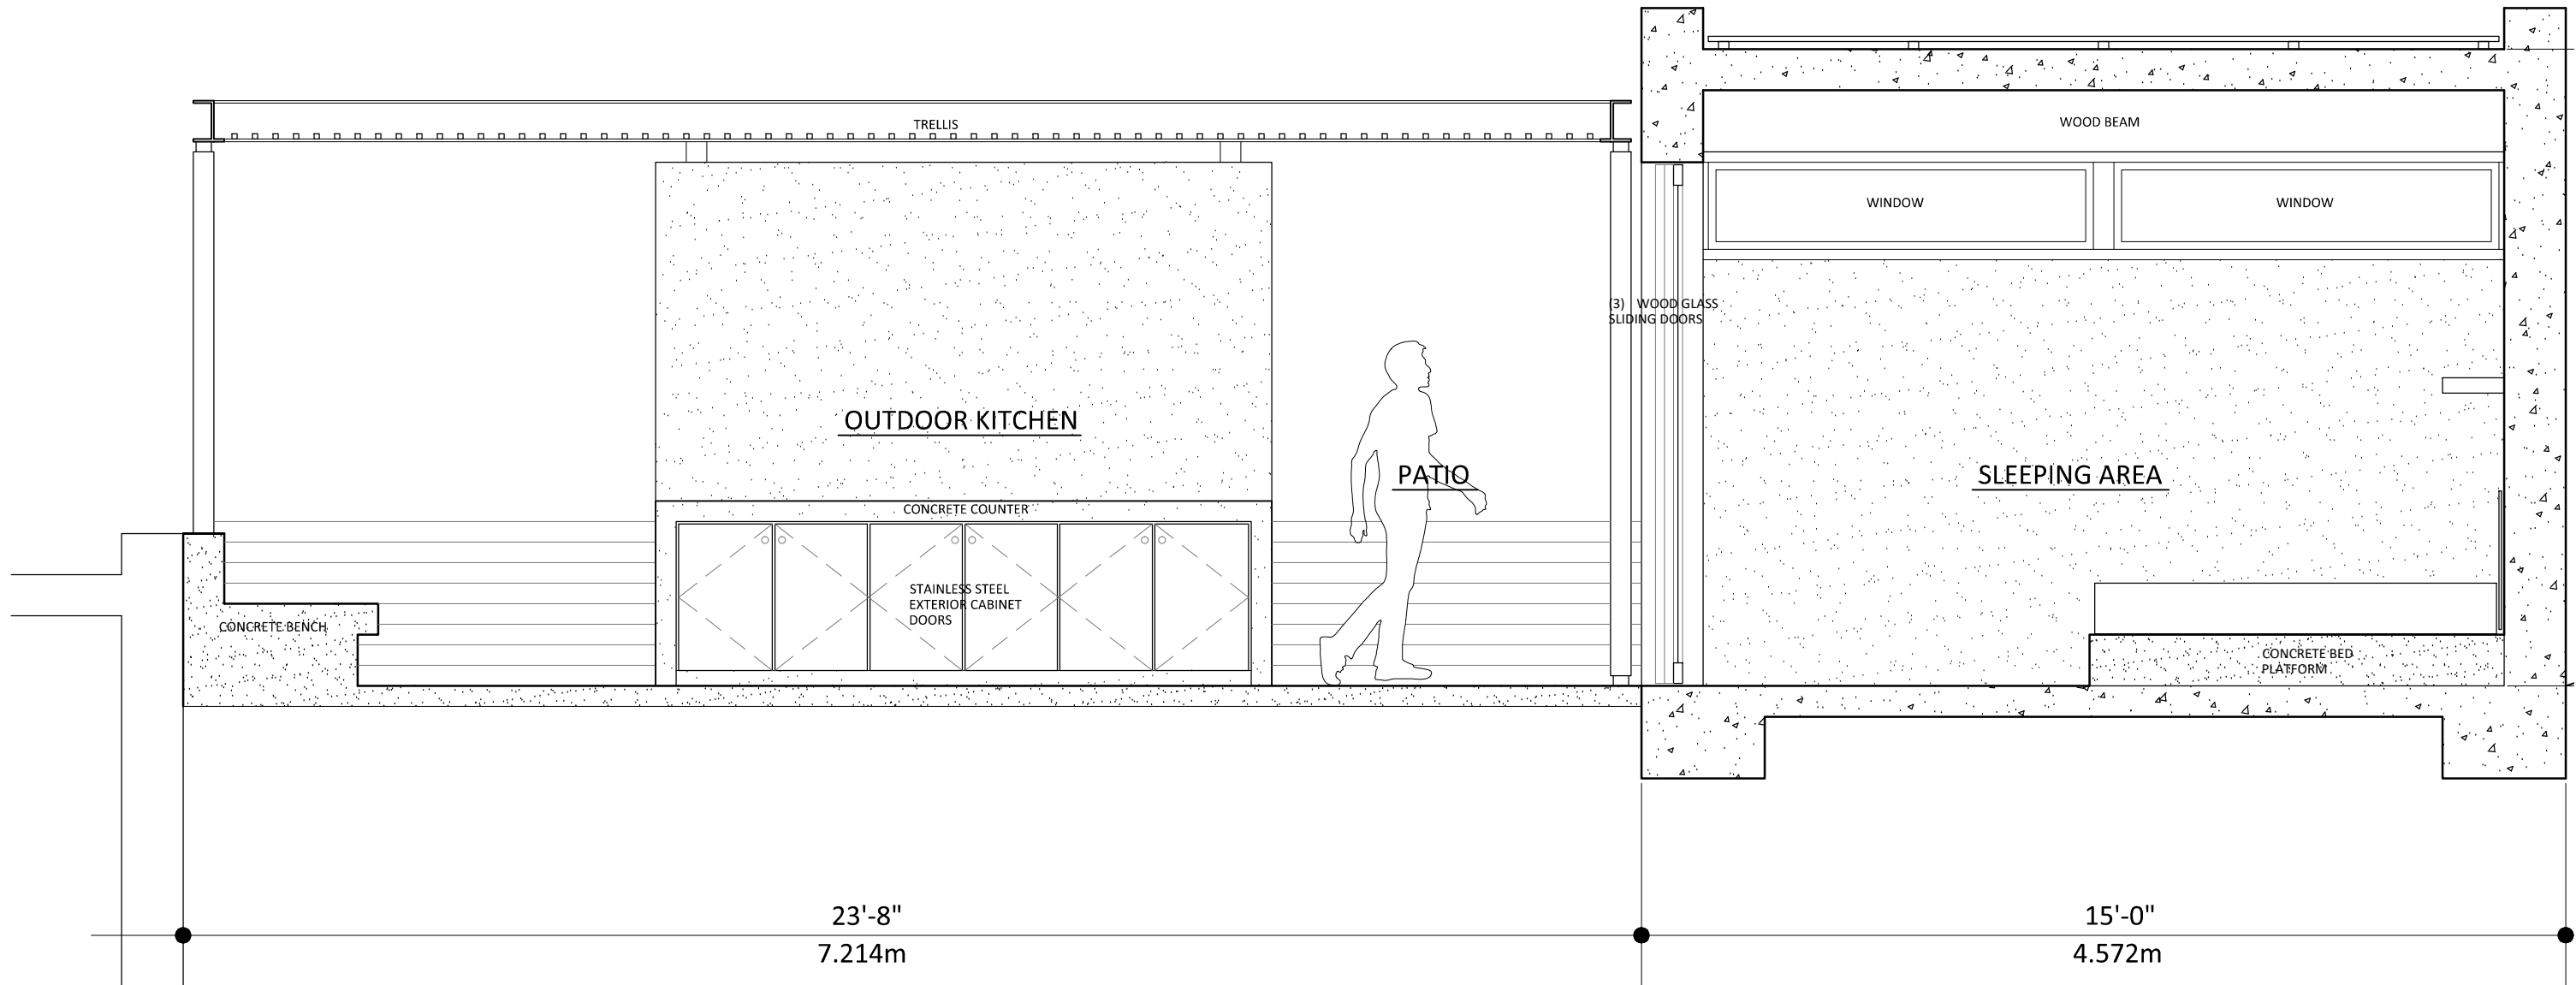 TRELLIS
WOOD BEAM
WINDOW
WINDOW
(3) WOOD GLASS
SLIDING DOORS
OUTDOOR KITCHEN
PATIO
SLEEPING AREA
CONCRETE COUNTER
STAINLESS STEEL
EXTERIOR CABINET
DOORS
CONCRETE BENCH
CONCRETE BED
PLATFORM
23'-8"
7.214m
15'-0"
4.572m